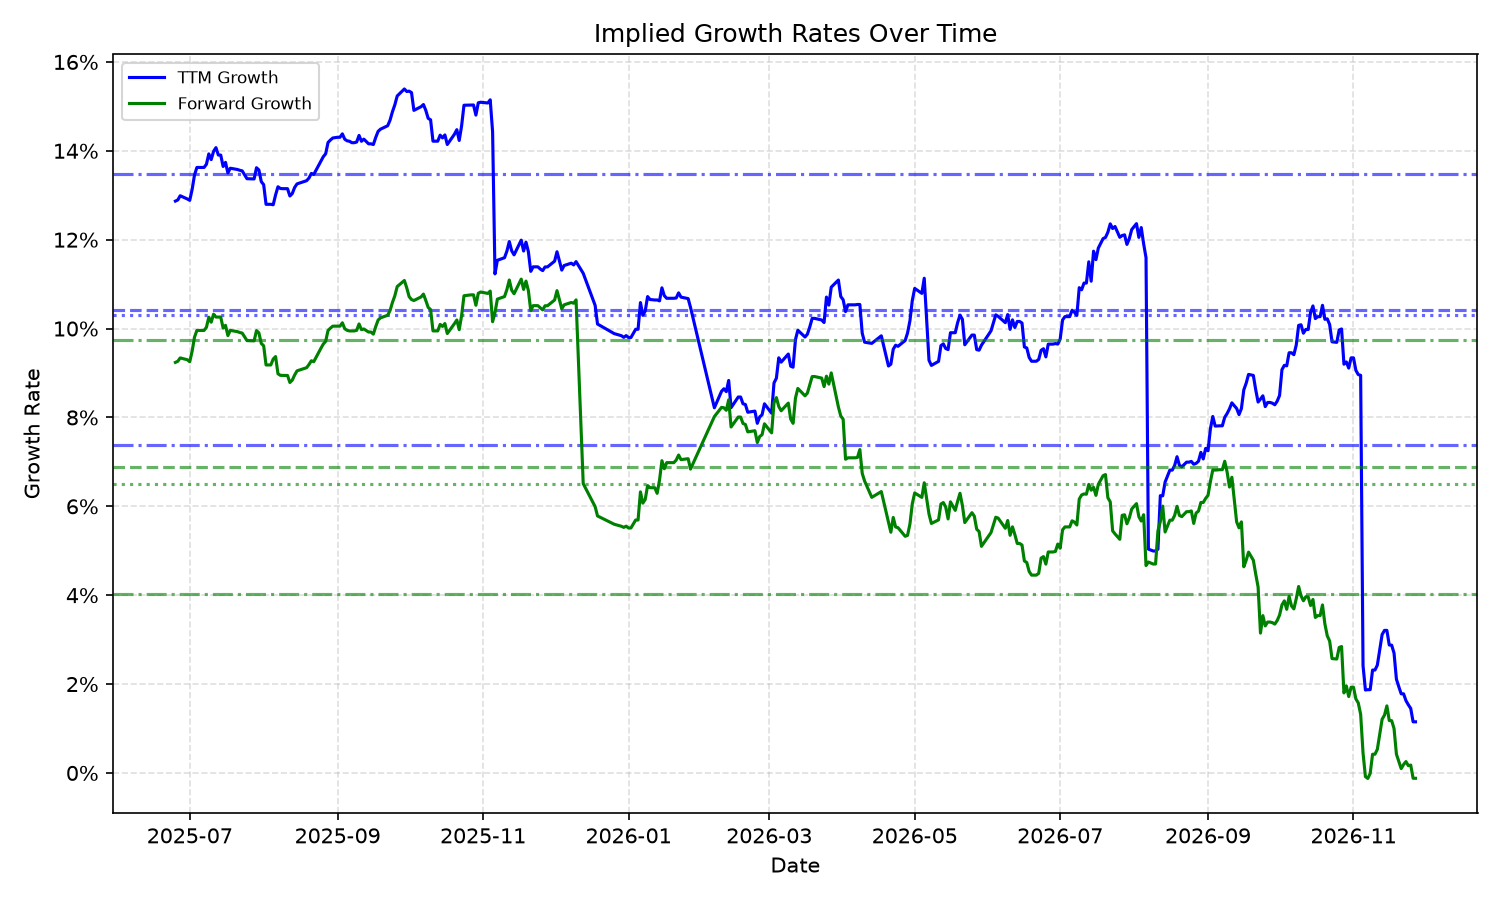 Implied Growth Rates Over Time
TTM Growth
Forward Growth
Growth Rate
16%
14%
12%
10%
8%
6%
4%
2%
0%
2025-07 2025-09 2025-11 2026-01 2026-03 2026-05 2026-07 2026-09 2026-11
Date